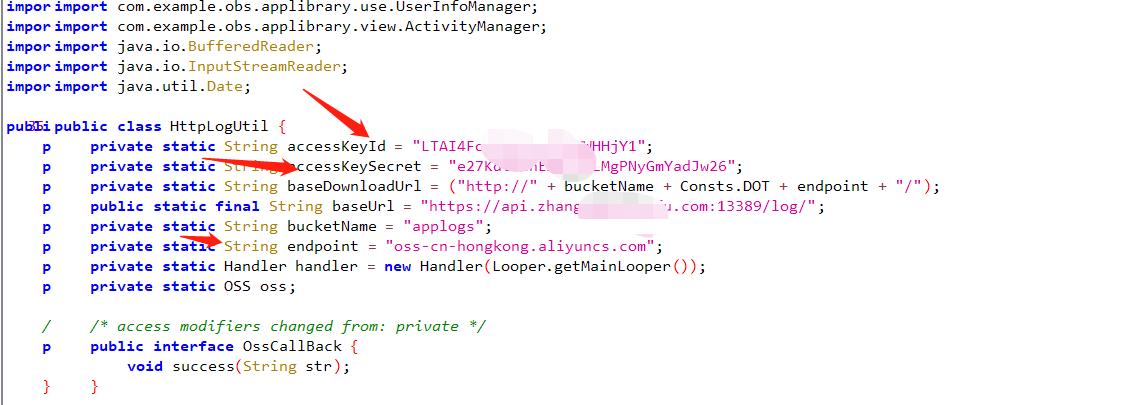 impor import com.example.obs.applibrary.use.UserInfoManager;
impor import com.example.obs.applibrary.view.ActivityManager;
impor import java.io.BufferedReader;
impor import java.io.InputStreamReader;
impor import java.util.Date;
publi public class HttpLogUtil {
p private static String accessKeyId = "LTAI4Fc HHjY1";
p private static String accessKeySecret = "e27K LMgPNyGmYadJw26";
p private static String baseDownloadUrl = ("http://" + bucketName + Consts.DOT + endpoint + "/");
p public static final String baseUrl = "https://api.zhang u.com:13389/log/";
p private static String bucketName = "applogs";
p private static String endpoint = "oss-cn-hongkong.aliyuncs.com";
p private static Handler handler = new Handler(Looper.getMainLooper());
p private static OSS oss;
/ /* access modifiers changed from: private */
p public interface OssCallBack {
void success(String str);
} }